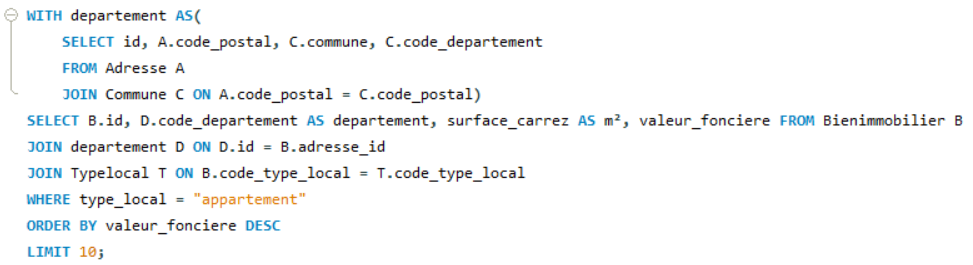 WITH departement AS(
SELECT id, A.code_postal, C.commune, C.code_departement
FROM Adresse A
JOIN Commune C ON A.code_postal = C.code_postal)
SELECT B.id, D.code_departement AS departement, surface_carrez AS m², valeur_fonciere FROM Bienimmobilier B
JOIN departement D ON D.id = B.adresse_id
JOIN Typelocal T ON B.code_type_local = T.code_type_local
WHERE type_local = "appartement"
ORDER BY valeur_fonciere DESC
LIMIT 10;